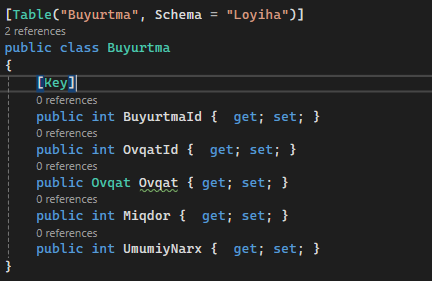 [Table("Buyurtma", Schema = "Loyiha")]
2 references
public class Buyurtma
{
[Key]
0 references
public int BuyurtmaId {  get; set; }
0 references
public int OvqatId {  get; set; }
0 references
public Ovqat Ovqat { get; set; }
0 references
public int Miqdor {  get; set; }
0 references
public int UmumiyNarx {  get; set; }
}